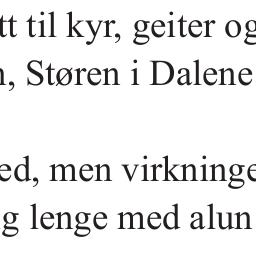 tt til kyr, geiter og
n, Støren i Dalene
ed, men virkninge
g lenge med alun